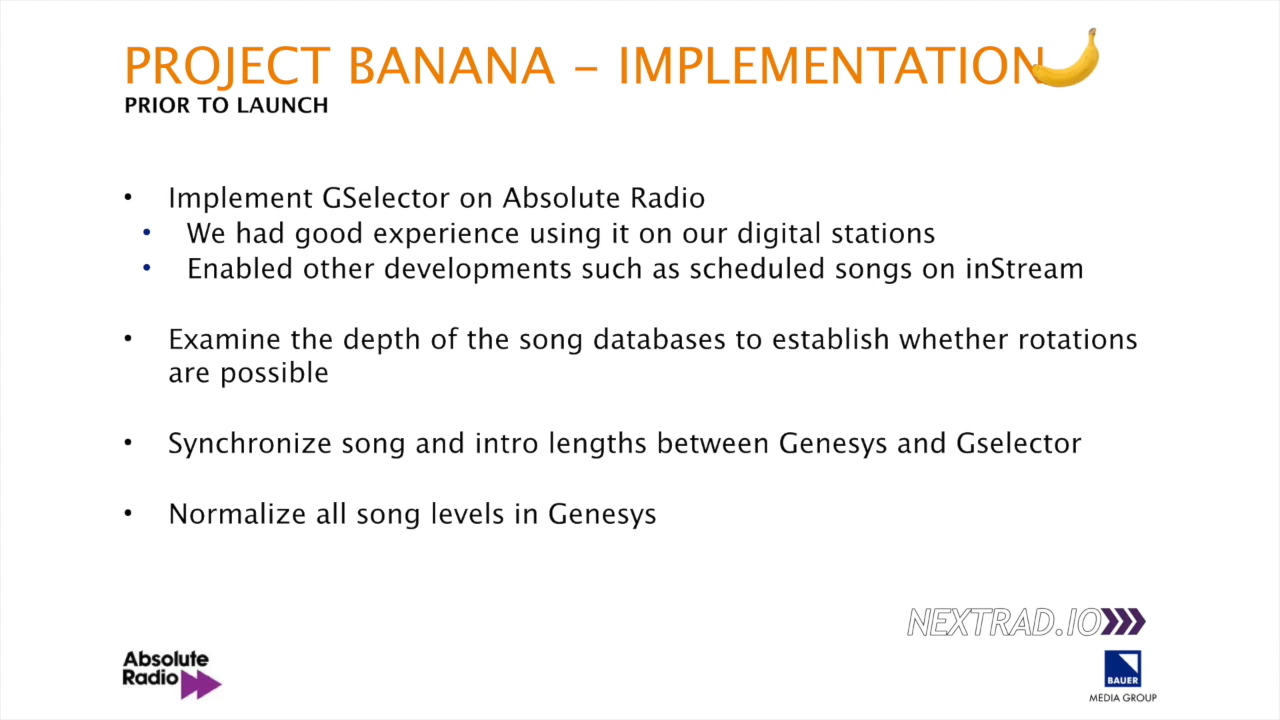 PROJECT BANANA – IMPLEMENTATION
PRIOR TO LAUNCH
• Implement GSelector on Absolute Radio
• We had good experience using it on our digital stations
• Enabled other developments such as scheduled songs on inStream
• Examine the depth of the song databases to establish whether rotations
are possible
• Synchronize song and intro lengths between Genesys and Gselector
• Normalize all song levels in Genesys
NEXTRAD.IO
Absolute
Radio
BAUER
MEDIA GROUP